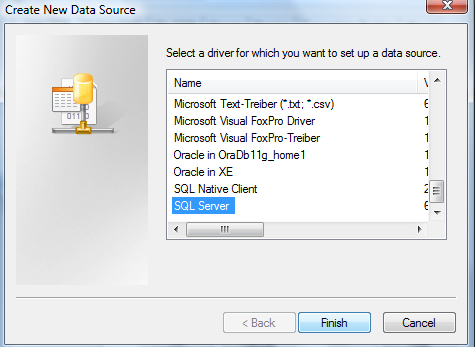 Create New Data Source
Select a driver for which you want to set up a data source.
Name
Microsoft Text-Treiber (*.txt; *.csv) 6
Microsoft Visual FoxPro Driver 1
Microsoft Visual FoxPro-Treiber 1
Oracle in OraDb11g_home1 1
Oracle in XE 1
SQL Native Client 2
SQL Server 6
< Back Finish Cancel